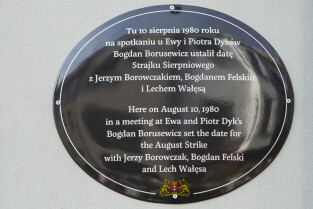 Tu 10 sierpnia 1980 roku
na spotkaniu u Ewy i Piotra Dyków
Bogdan Borusewicz ustalił datę
Strajku Sierpniowego
z Jerzym Borowczakiem, Bogdanem Felskim
i Lechem Wałęsą
Here on August 10, 1980
in a meeting at Ewa and Piotr Dyk's
Bogdan Borusewicz set the date for
the August Strike
with Jerzy Borowczak, Bogdan Felski
and Lech Wałęsa